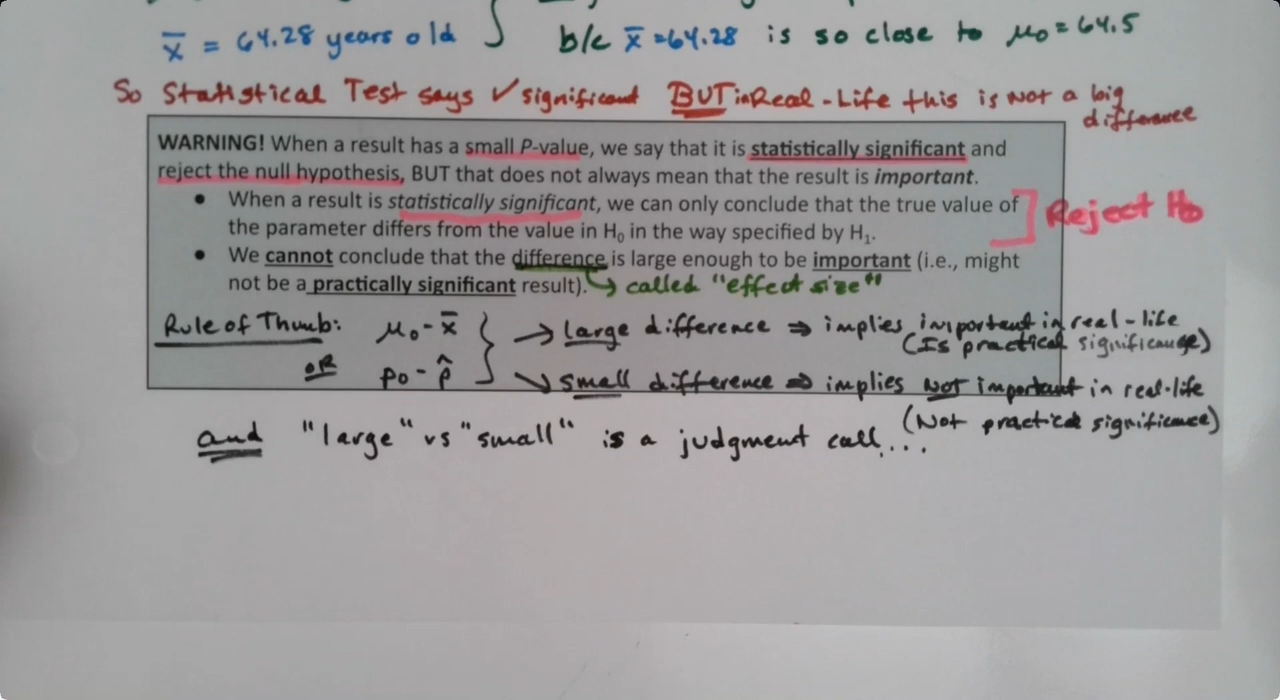 x̄ = 64.28 years old } b/c x̄ = 64.28 is so close to μ₀ = 64.5
So Statistical Test says ✓significant BUT in Real-Life this is not a big difference
WARNING! When a result has a small P-value, we say that it is statistically significant and
reject the null hypothesis, BUT that does not always mean that the result is important.
• When a result is statistically significant, we can only conclude that the true value of
the parameter differs from the value in H₀ in the way specified by H₁.
] Reject H₀
• We cannot conclude that the difference is large enough to be important (i.e., might
not be a practically significant result). ↳ called "effect size"
Rule of Thumb: μ₀ - x̄ } → large difference ⇒ implies important in real-life
(Is practical significance)
OR p₀ - p̂ ↘ small difference ⇒ implies NOT important in real-life
(Not practical significance)
and "large" vs "small" is a judgment call....